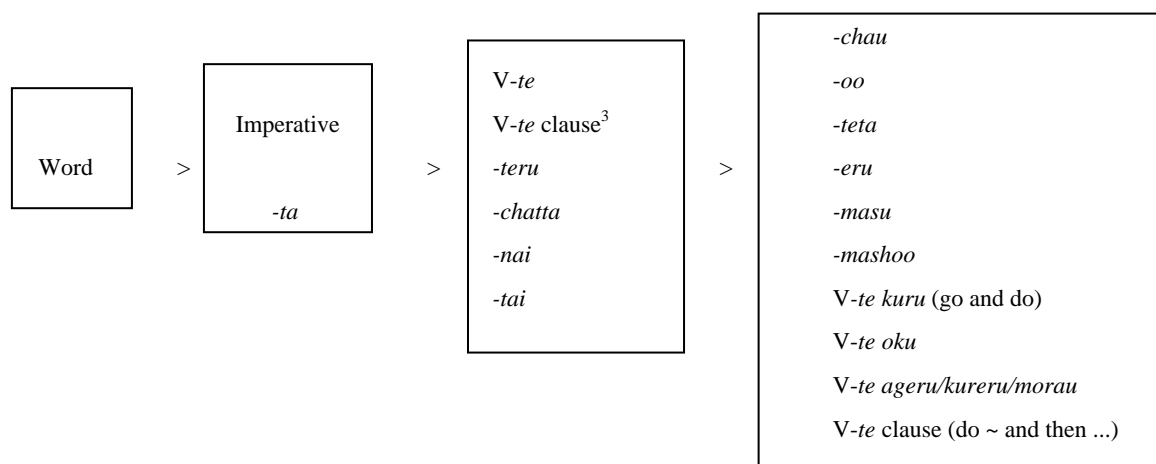 Word
>
Imperative
-ta
>
V-te
V-te clause3
-teru
-chatta
-nai
-tai
>
-chau
-oo
-teta
-eru
-masu
-mashoo
V-te kuru (go and do)
V-te oku
V-te ageru/kureru/morau
V-te clause (do ~ and then ...)